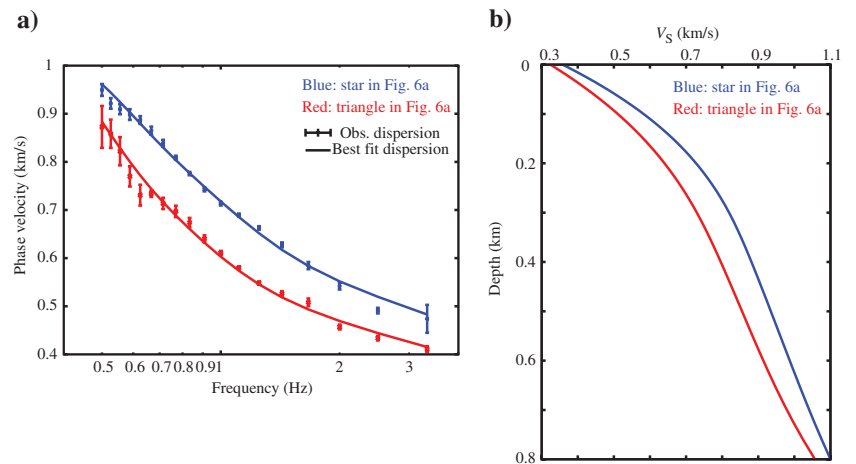 a)
Blue: star in Fig. 6a
Red: triangle in Fig. 6a
Obs. dispersion
Best fit dispersion
Phase velocity (km/s)
1
0.9
0.8
0.7
0.6
0.5
0.4
0.5 0.6 0.7 0.8 0.91 2 3
Frequency (Hz)
b)
VS (km/s)
0.3 0.5 0.7 0.9 1.1
Blue: star in Fig. 6a
Red: triangle in Fig. 6a
Depth (km)
0
0.2
0.4
0.6
0.8